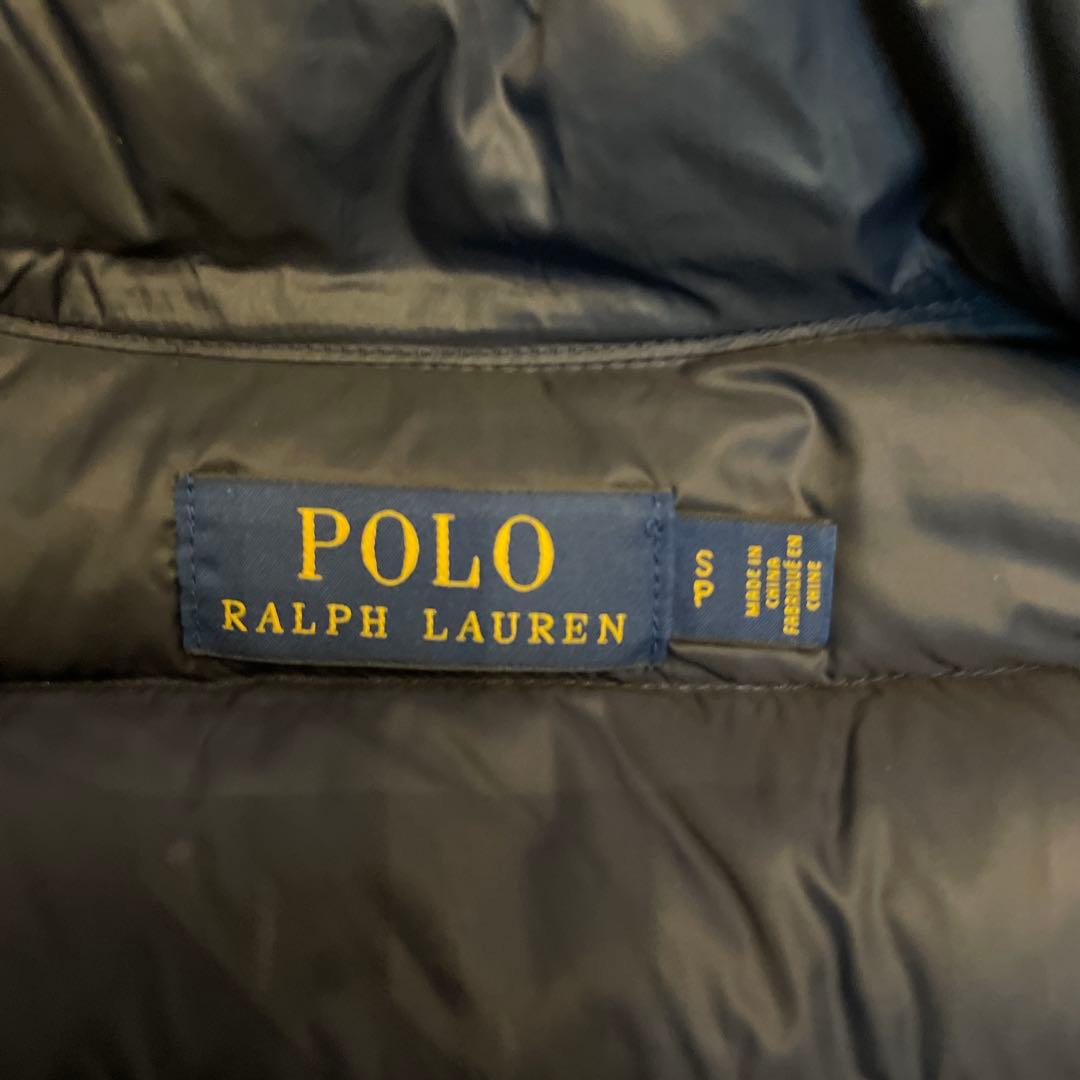 POLO
RALPH LAUREN
S P
MADE IN
CHINA
FABRIQUÉ EN
CHINE